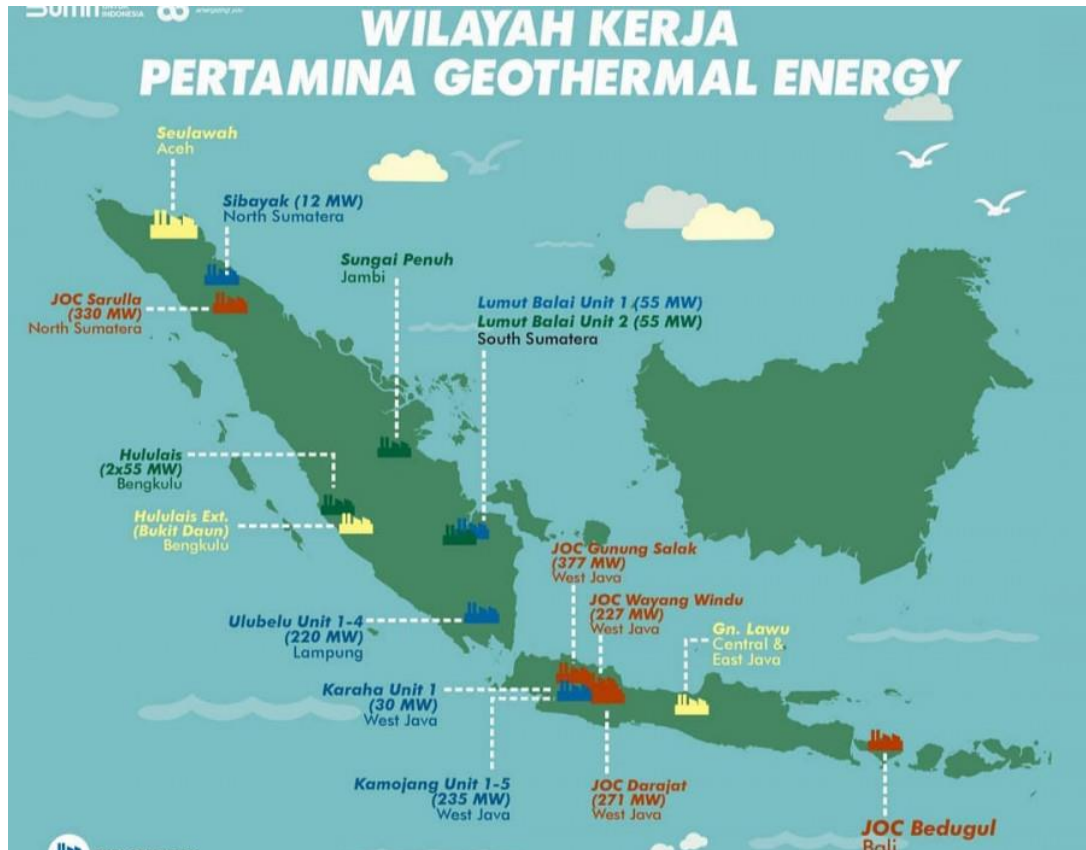 INDONESIA
WILAYAH KERJA
PERTAMINA GEOTHERMAL ENERGY
Seulawah
Aceh
Sibayak (12 MW)
North Sumatera
Sungai Penuh
Jambi
JOC Sarulla
(330 MW)
North Sumatera
Lumut Balai Unit 1 (55 MW)
Lumut Balai Unit 2 (55 MW)
South Sumatera
Hululais
(2x55 MW)
Bengkulu
Hululais Ext.
(Bukit Daun)
Bengkulu
JOC Gunung Salak
(377 MW)
West Java
JOC Wayang Windu
(227 MW)
West Java
Gn. Lawu
Central &
East Java
Ulubelu Unit 1-4
(220 MW)
Lampung
Karaha Unit 1
(30 MW)
West Java
Kamojang Unit 1-5
(235 MW)
West Java
JOC Darajat
(271 MW)
West Java
JOC Bedugul
Bali